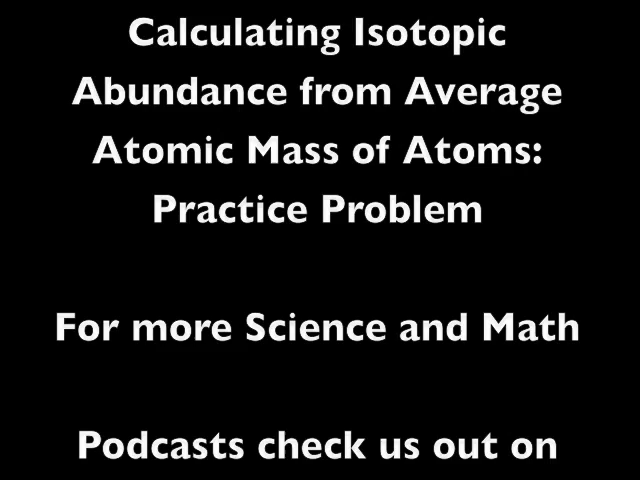 Calculating Isotopic
Abundance from Average
Atomic Mass of Atoms:
Practice Problem
For more Science and Math
Podcasts check us out on